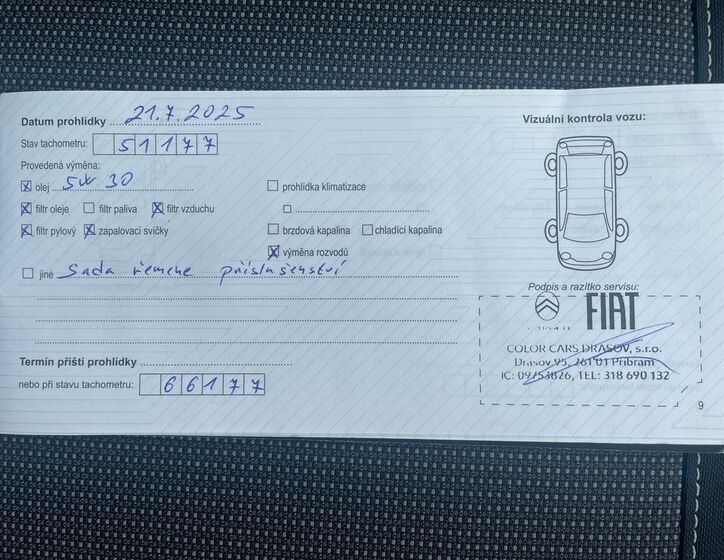 Datum prohlídky 21.7.2025
Vizuální kontrola vozu:
Stav tachometru: 51177
Provedená výměna:
olej 5W30
prohlídka klimatizace
filtr oleje filtr paliva filtr vzduchu
filtr pylový zapalovací svíčky
brzdová kapalina chladící kapalina
výměna rozvodů
jiné Sada řemene příslušenství
Podpis a razítko servisu:
FIAT
COLOR CARS DRASOV, s.r.o.
Drasov 95, 261 01 Příbram
IC: 09753826, TEL: 318 690 132
Termín příští prohlídky
nebo při stavu tachometru: 66177
9